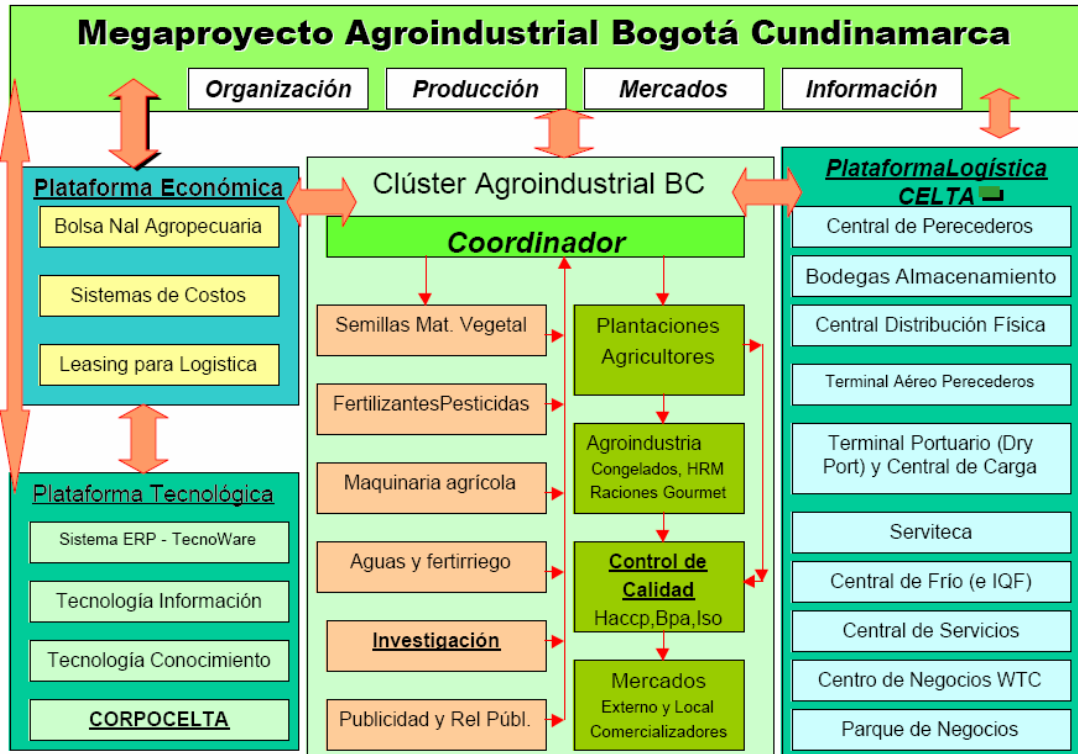 Megaproyecto Agroindustrial Bogotá Cundinamarca
Organización
Producción
Mercados
Información
Plataforma Económica
Bolsa Nal Agropecuaria
Sistemas de Costos
Leasing para Logistica
Plataforma Tecnológica
Sistema ERP - TecnoWare
Tecnología Información
Tecnología Conocimiento
CORPOCELTA
Clúster Agroindustrial BC
Coordinador
Semillas Mat. Vegetal
FertilizantesPesticidas
Maquinaria agrícola
Aguas y fertirriego
Investigación
Publicidad y Rel Públ.
Plantaciones
Agricultores
Agroindustria
Congelados, HRM
Raciones Gourmet
Control de
Calidad
Haccp,Bpa,Iso
Mercados
Externo y Local
Comercializadores
PlataformaLogística
CELTA
Central de Perecederos
Bodegas Almacenamiento
Central Distribución Física
Terminal Aéreo Perecederos
Terminal Portuario (Dry
Port) y Central de Carga
Serviteca
Central de Frío (e IQF)
Central de Servicios
Centro de Negocios WTC
Parque de Negocios